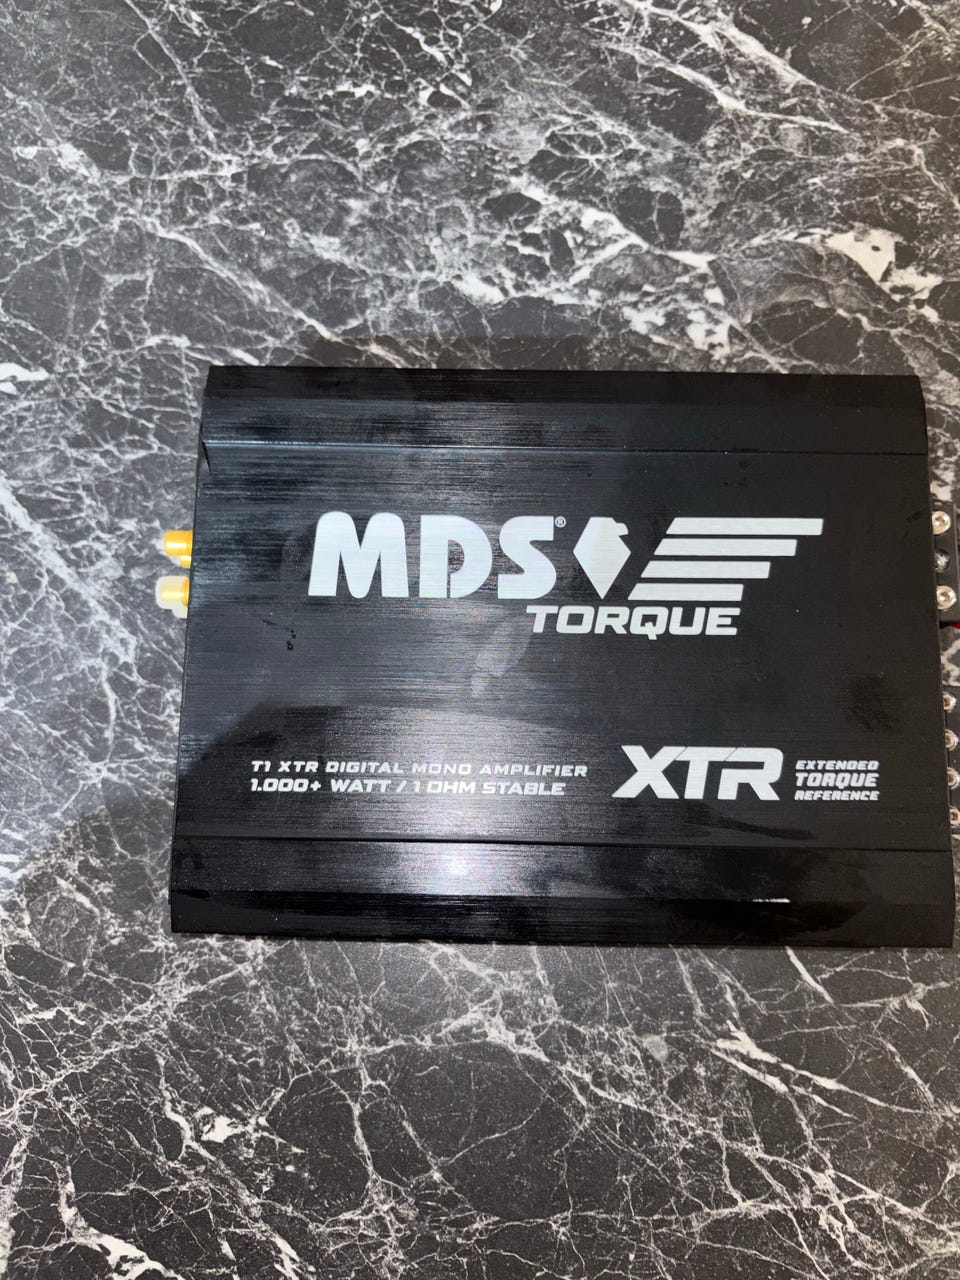 MDS®
TORQUE
T1 XTR DIGITAL MONO AMPLIFIER
1.000+ WATT / 1 OHM STABLE
XTR
EXTENDED
TORQUE
REFERENCE